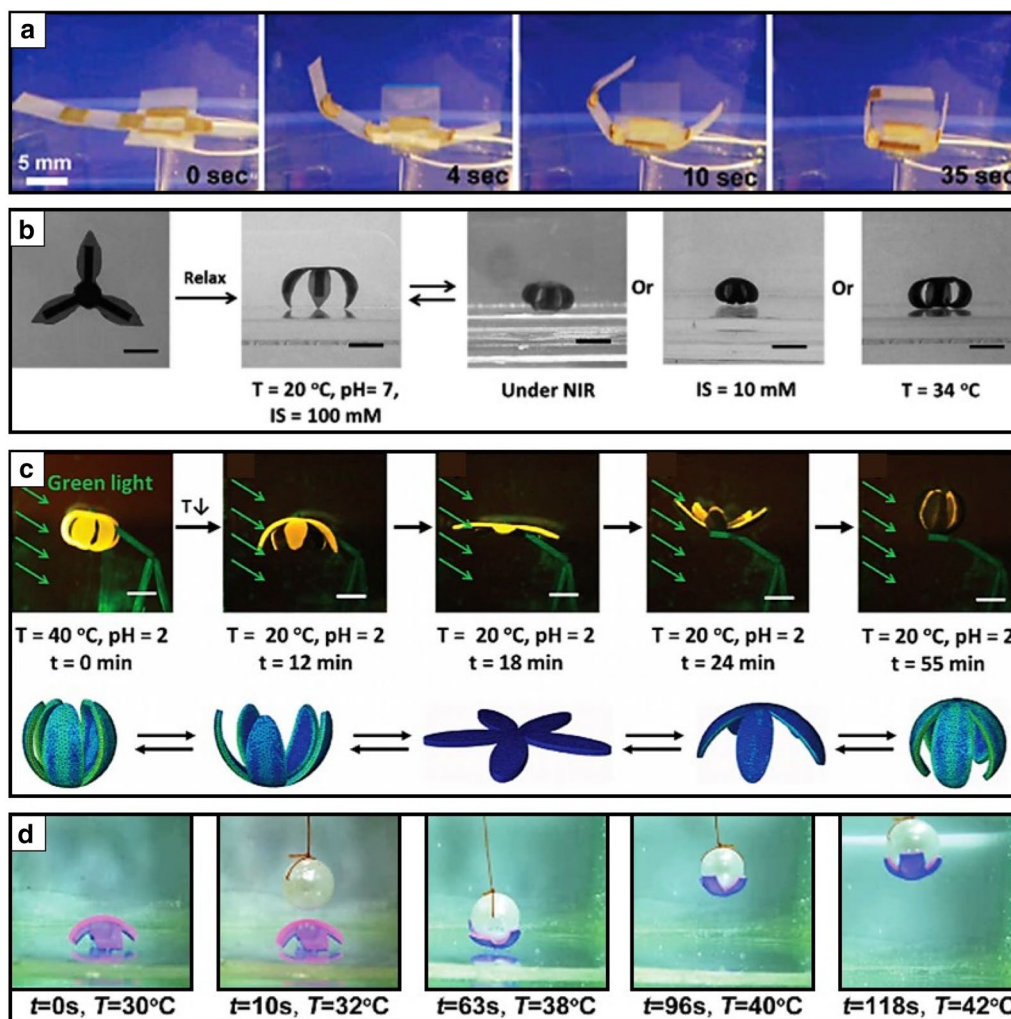 a
5 mm
0 sec
4 sec
10 sec
35 sec
b
Relax
Or
Or
T = 20 °C, pH= 7,
IS = 100 mM
Under NIR
IS = 10 mM
T = 34 °C
c
Green light
T↓
T = 40 °C, pH = 2
t = 0 min
T = 20 °C, pH = 2
t = 12 min
T = 20 °C, pH = 2
t = 18 min
T = 20 °C, pH = 2
t = 24 min
T = 20 °C, pH = 2
t = 55 min
d
t=0s, T=30°C
t=10s, T=32°C
t=63s, T=38°C
t=96s, T=40°C
t=118s, T=42°C